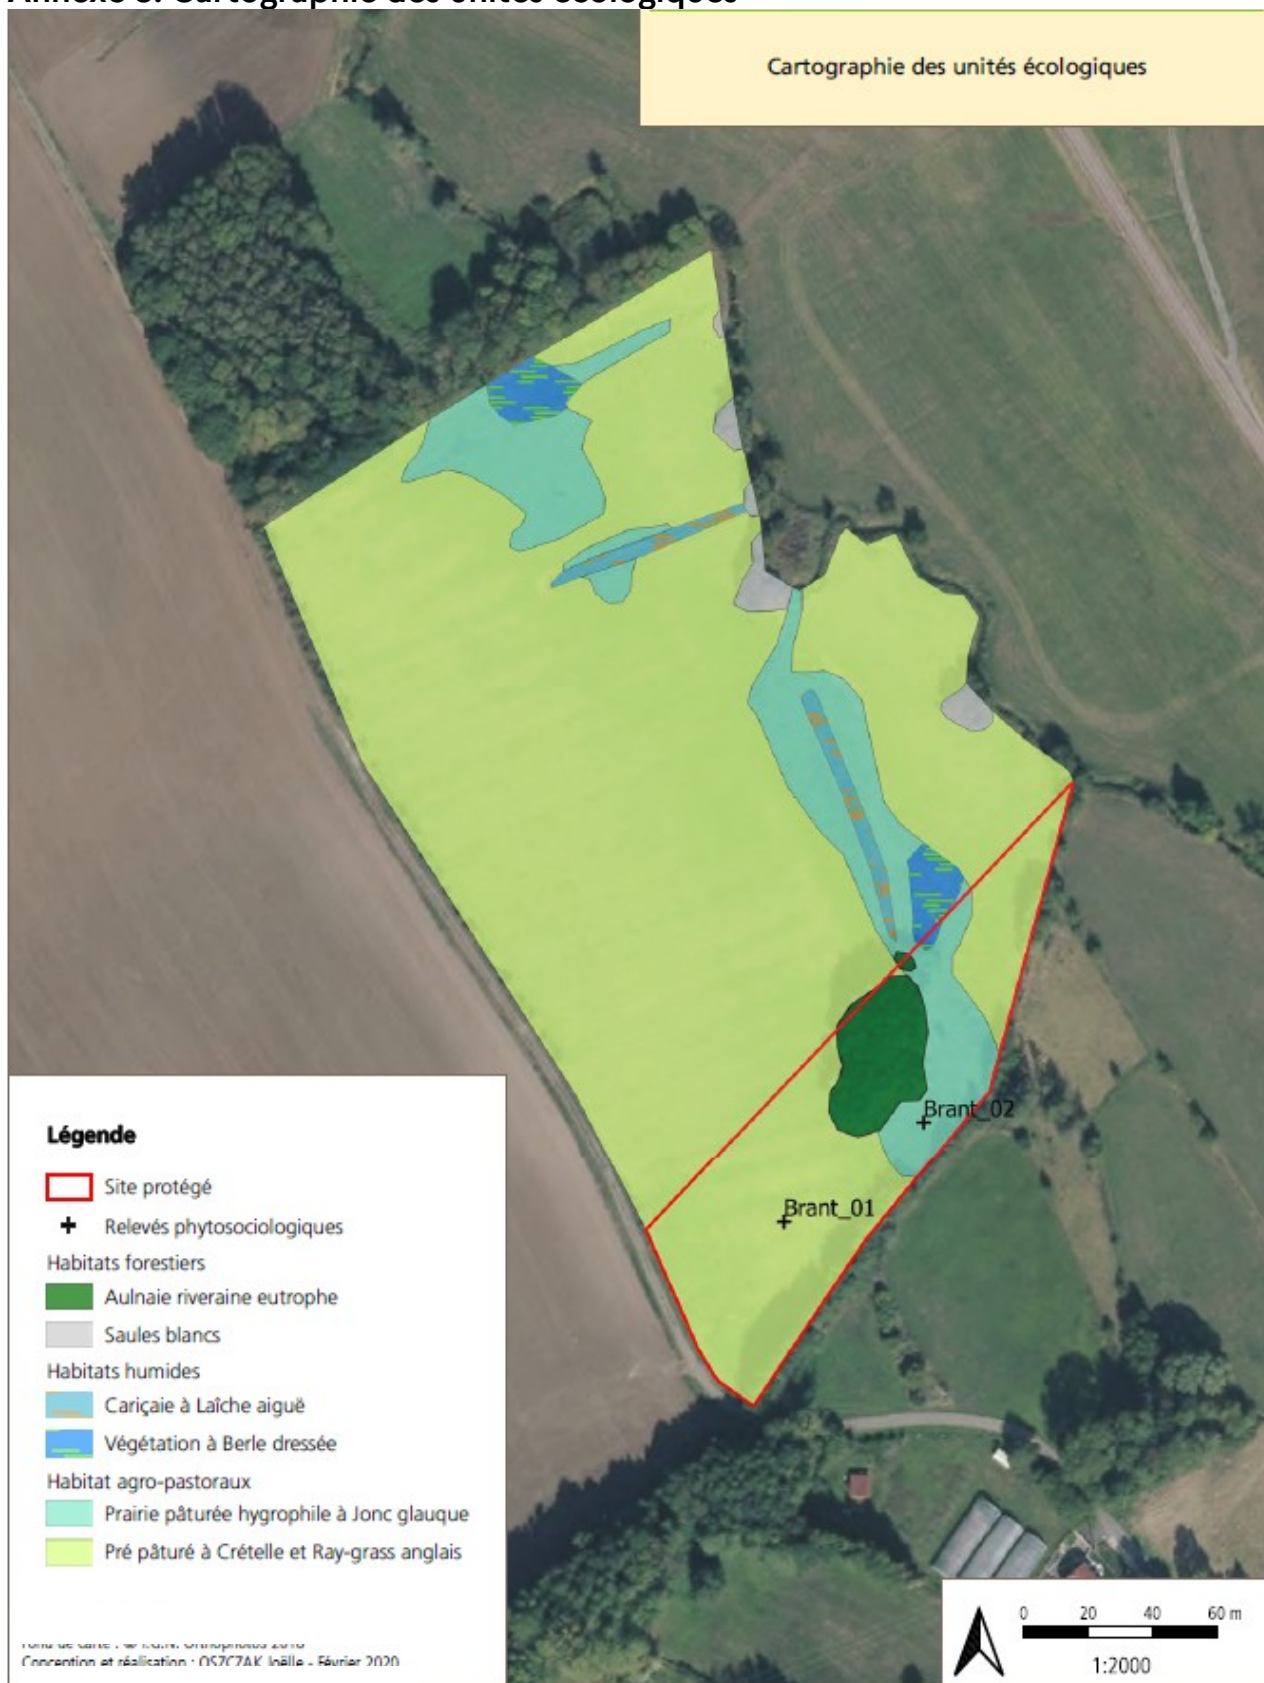 Cartographie des unités écologiques
Brant_02
Brant_01
Légende
Site protégé
Relevés phytosociologiques
Habitats forestiers
Aulnaie riveraine eutrophe
Saules blancs
Habitats humides
Cariçaie à Laîche aiguë
Végétation à Berle dressée
Habitat agro-pastoraux
Prairie pâturée hygrophile à Jonc glauque
Pré pâturé à Crételle et Ray-grass anglais
Conception et réalisation : OSZCZAK Joëlle - Février 2020
0 20 40 60 m
1:2000